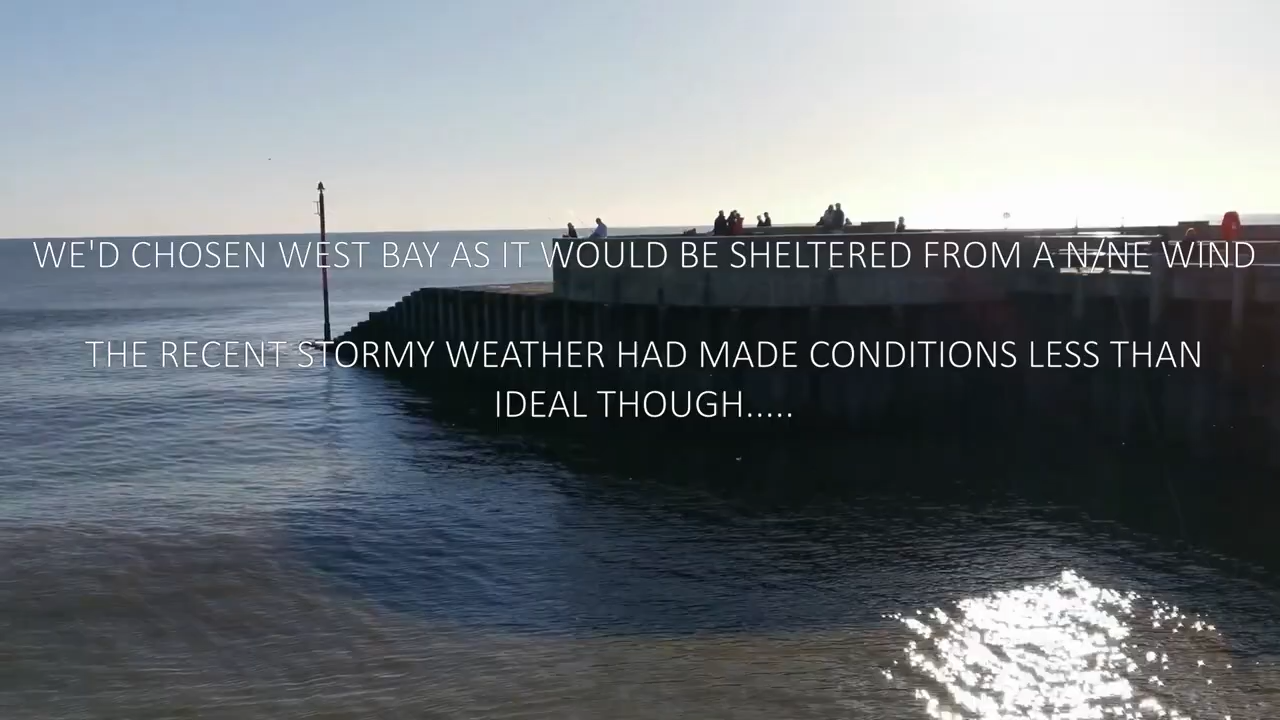 WE'D CHOSEN WEST BAY AS IT WOULD BE SHELTERED FROM A N/NE WIND
THE RECENT STORMY WEATHER HAD MADE CONDITIONS LESS THAN
IDEAL THOUGH.....